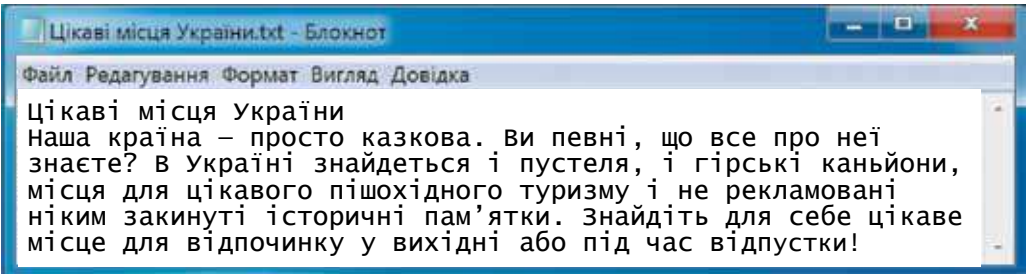 Цікаві місця України.txt - Блокнот
Файл Редагування Формат Вигляд Довідка
Цікаві місця України
Наша країна – просто казкова. Ви певні, що все про неї
знаєте? В Україні знайдеться і пустеля, і гірські каньйони,
місця для цікавого пішохідного туризму і не рекламовані
ніким закинуті історичні пам’ятки. Знайдіть для себе цікаве
місце для відпочинку у вихідні або під час відпустки!